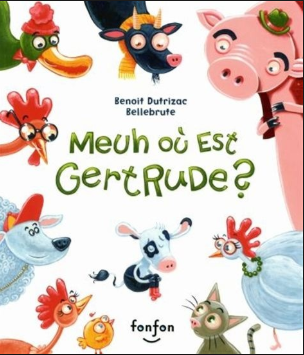 Benoit Dutrizac
Bellebrute
Meuh où Est
GertRude?
fonfon